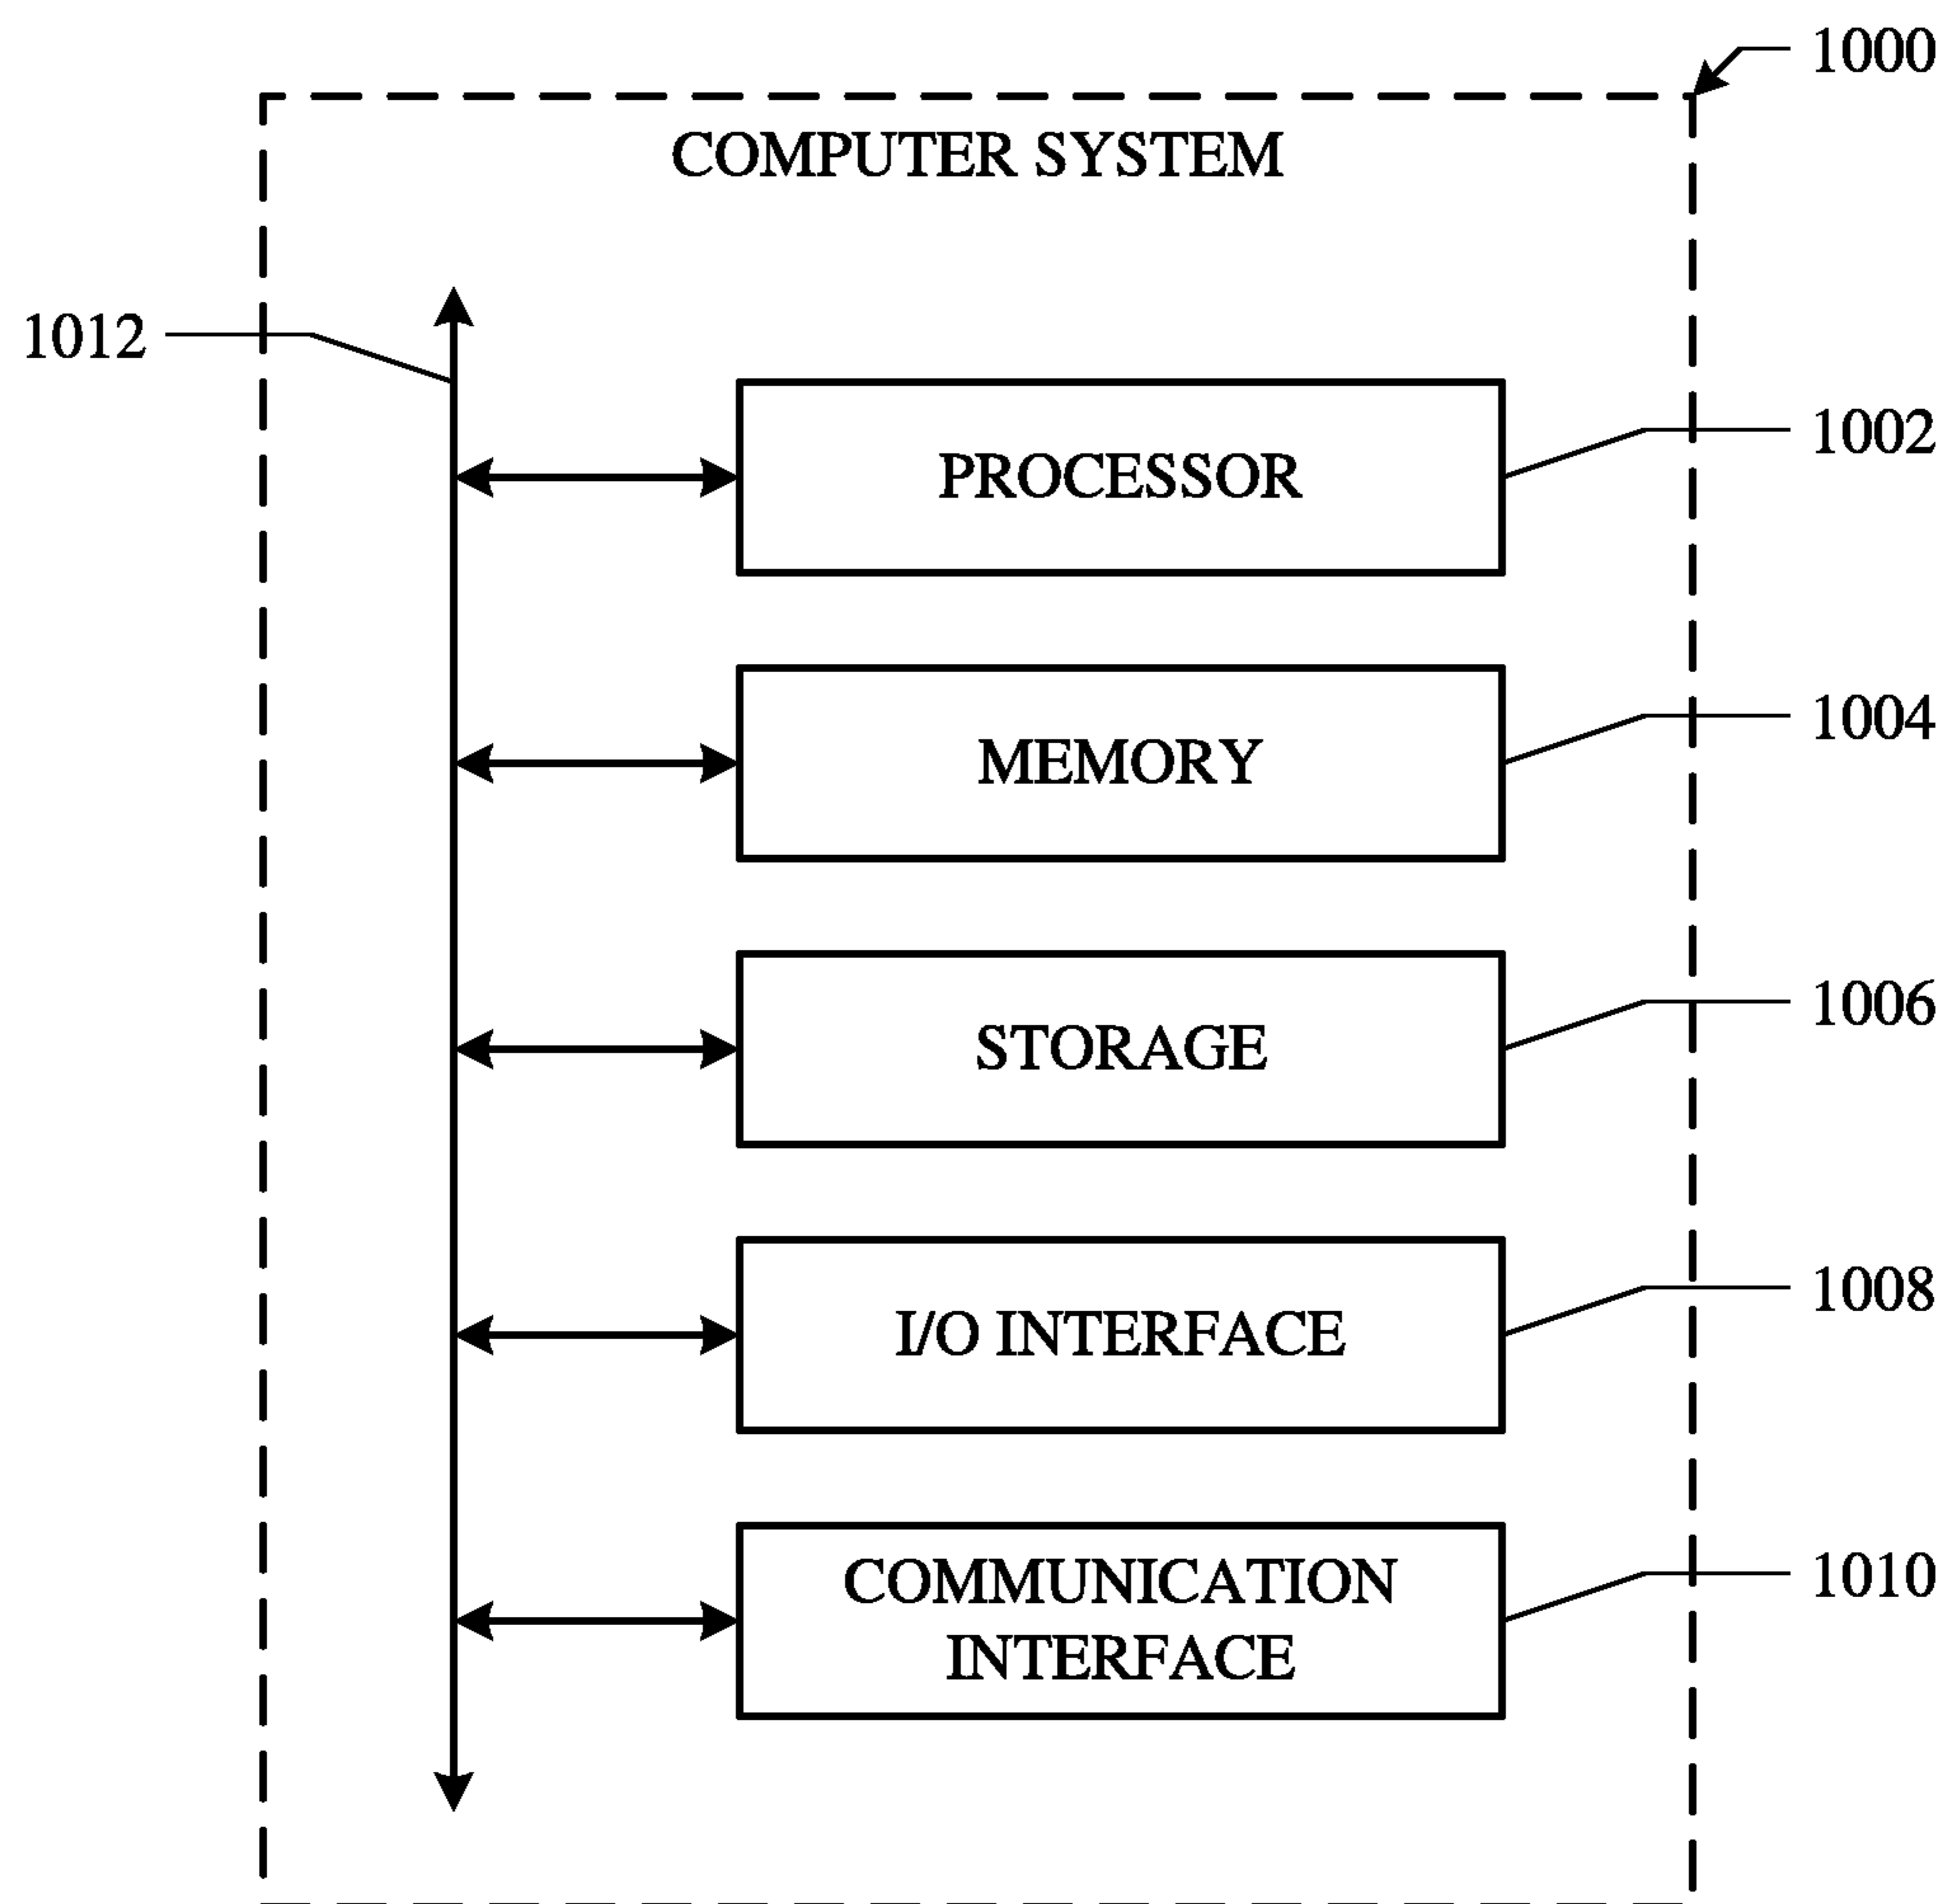 1000
COMPUTER SYSTEM
1012
PROCESSOR
1002
MEMORY
1004
STORAGE
1006
I/O INTERFACE
1008
COMMUNICATION
INTERFACE
1010